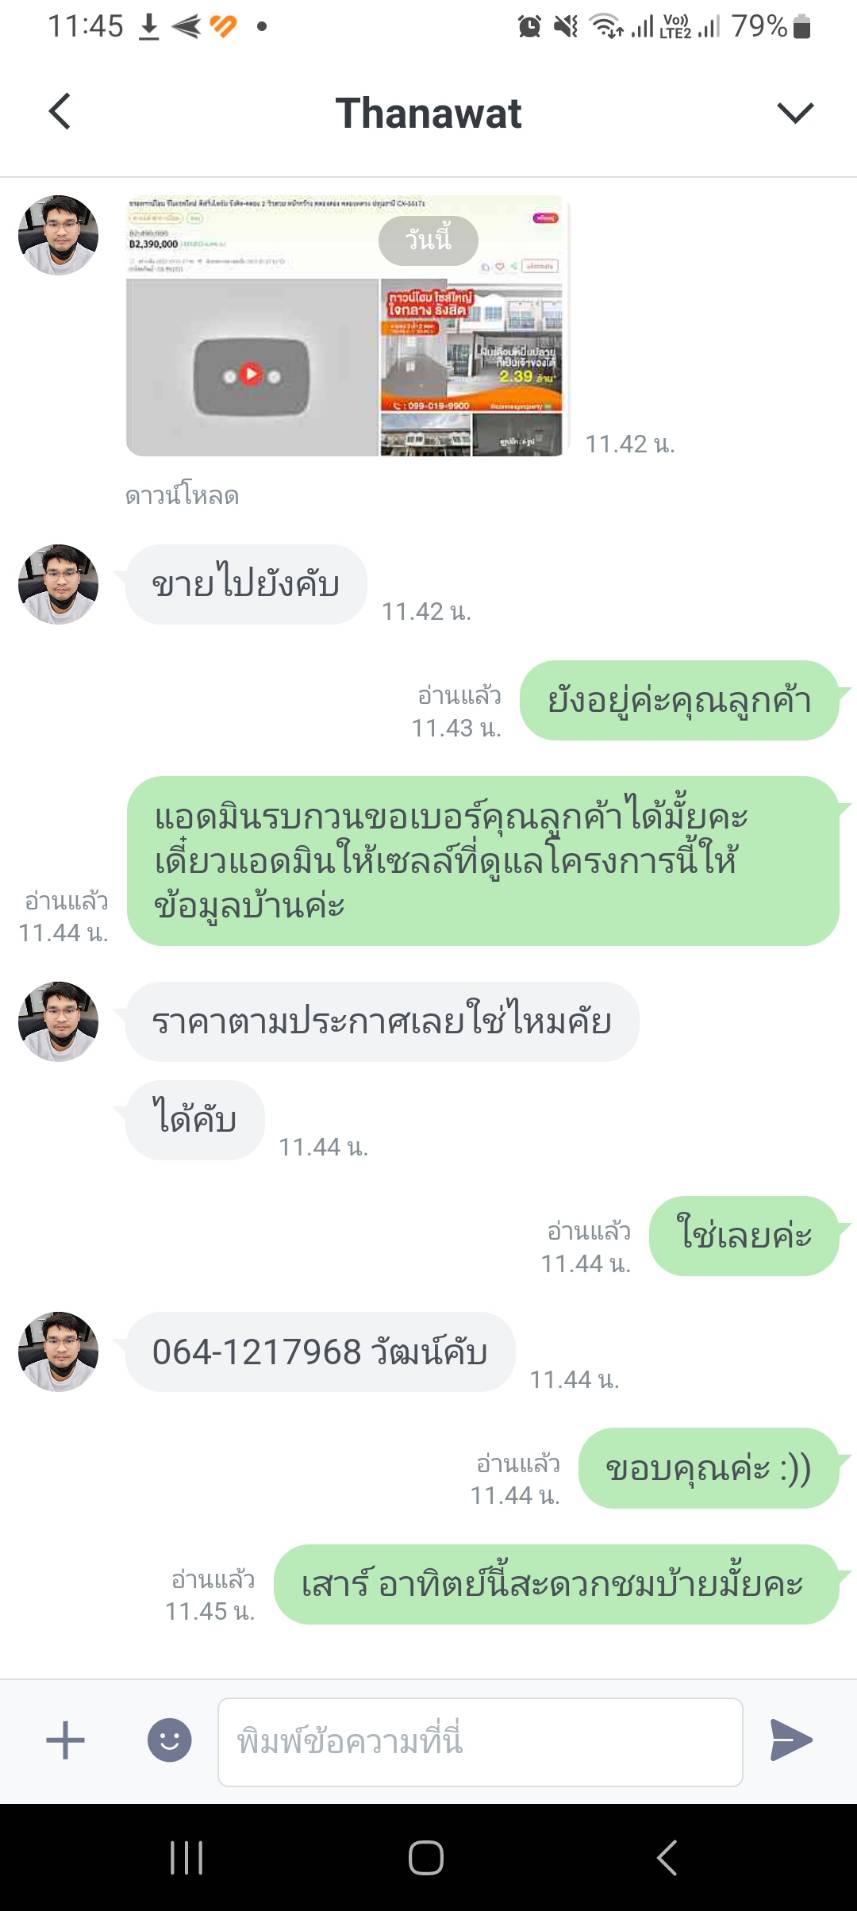 11:45
Vo))
LTE2
79%
Thanawat
วันนี้
฿2,390,000
ทาวน์โฮม ไซส์ใหญ่
ใจกลาง รังสิต
2.39 ล้าน
: 099-019-9900
11.42 น.
ดาวน์โหลด
ขายไปยังคับ
11.42 น.
ยังอยู่ค่ะคุณลูกค้า
อ่านแล้ว
11.43 น.
แอดมินรบกวนขอเบอร์คุณลูกค้าได้มั้ยคะ
เดี๋ยวแอดมินให้เซลล์ที่ดูแลโครงการนี้ให้
ข้อมูลบ้านค่ะ
อ่านแล้ว
11.44 น.
ราคาตามประกาศเลยใช่ไหมคัย
ได้คับ
11.44 น.
ใช่เลยค่ะ
อ่านแล้ว
11.44 น.
064-1217968 วัฒน์คับ
11.44 น.
ขอบคุณค่ะ :))
อ่านแล้ว
11.44 น.
เสาร์ อาทิตย์นี้สะดวกชมบ้ายมั้ยคะ
อ่านแล้ว
11.45 น.
พิมพ์ข้อความที่นี่